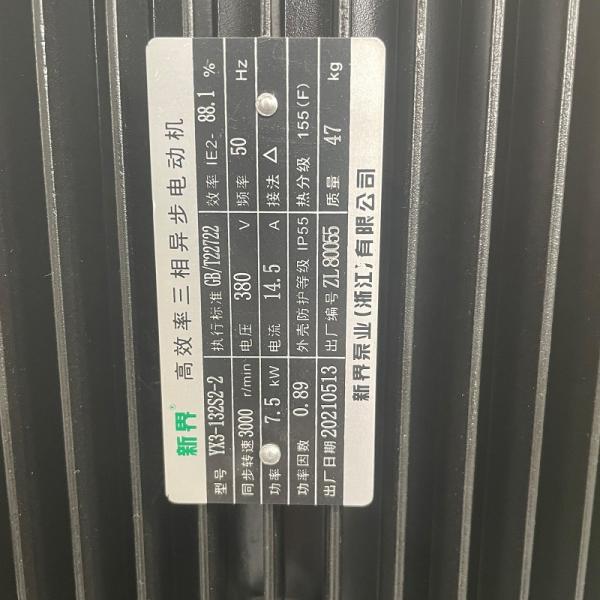 新界® 高效率三相异步电动机
型号 YX3-132S2-2 执行标准 GB/T22722 效率 IE2- 88.1 %
同步转速 3000 r/min 电压 380 V 频率 50 Hz
功率 7.5 kW 电流 14.5 A 接法 △
功率因数 0.89 外壳防护等级 IP55 热分级 155(F)
出厂日期 20210513 出厂编号 ZL80055 质量 47 kg
新界泵业(浙江)有限公司